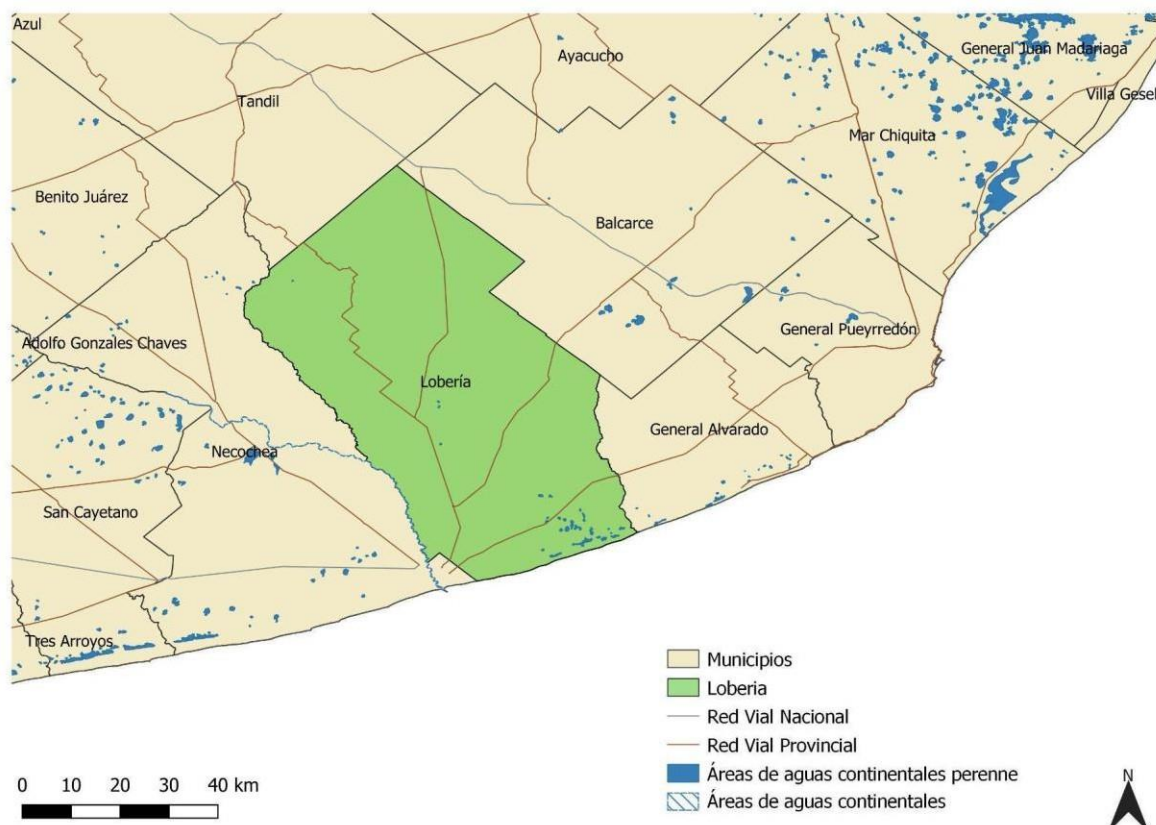 Azul
Ayacucho
General Juan Madariaga
Tandil
Villa Gesel
Mar Chiquita
Benito Juárez
Balcarce
General Pueyrredón
Adolfo Gonzales Chaves
Lobería
General Alvarado
Necochea
San Cayetano
Tres Arroyos
Municipios
Loberia
Red Vial Nacional
Red Vial Provincial
Áreas de aguas continentales perenne
Áreas de aguas continentales
0 10 20 30 40 km
N